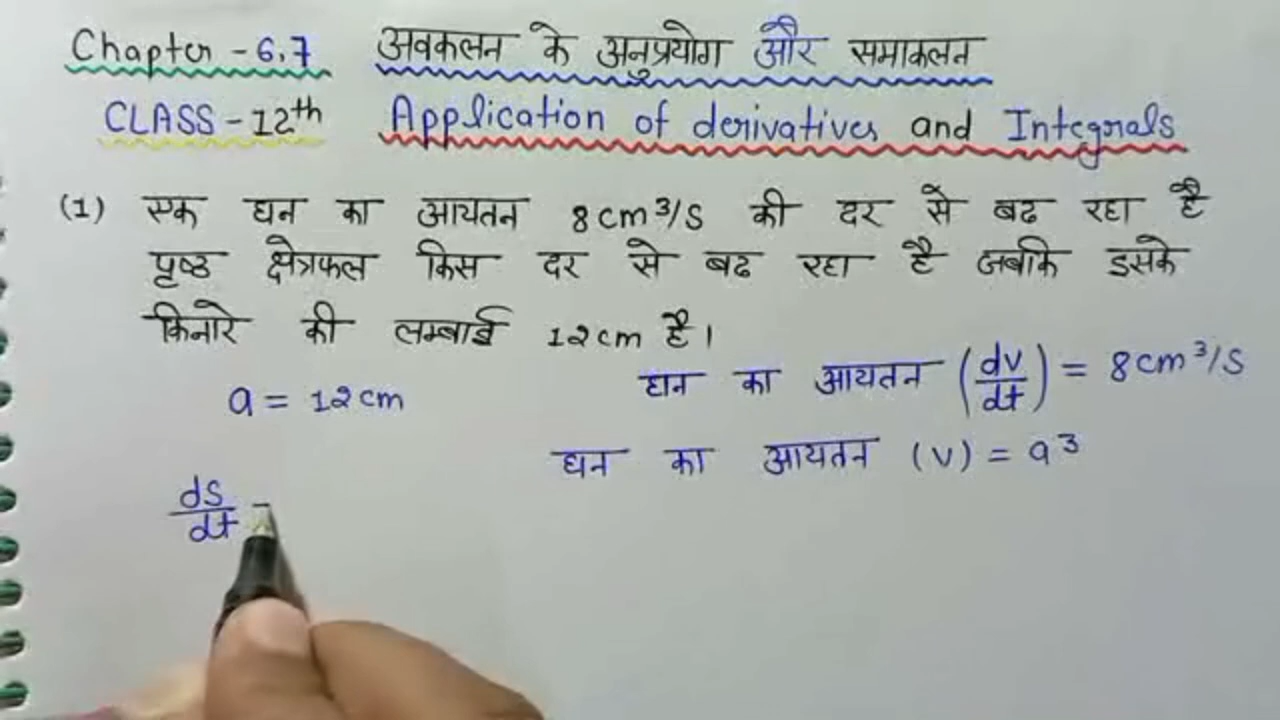 Chapter - 6.7 अवकलन के अनुप्रयोग और समाकलन
CLASS - 12th Application of derivatives and Integrals
(1) एक घन का आयतन 8 cm³/S की दर से बढ रहा है
पृष्ठ क्षेत्रफल किस दर से बढ रहा है जबकि इसके
किनारे की लम्बाई 12 cm है।
घन का आयतन (dv/dt) = 8 cm³/S
a = 12 cm
घन का आयतन (v) = a³
ds/dt -